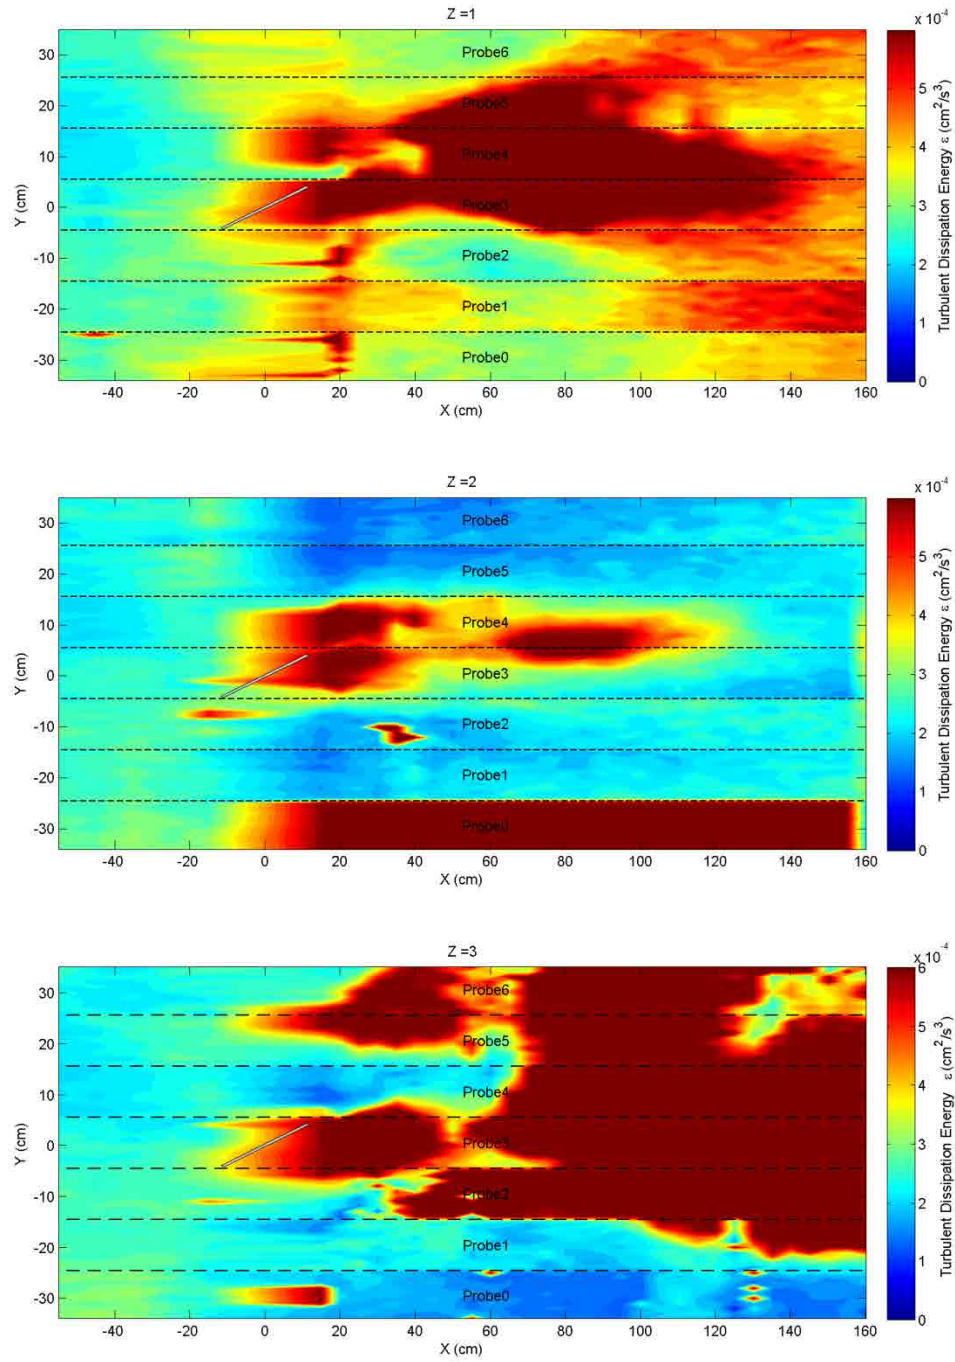 Z =1
x 10-4
30
20
10
0
-10
-20
-30
Y (cm)
Probe6
Probe5
Probe4
Probe3
Probe2
Probe1
Probe0
-40 -20 0 20 40 60 80 100 120 140 160
X (cm)
5
4
3
2
1
0
Turbulent Dissipation Energy ε (cm²/s³)
Z =2
x 10-4
30
20
10
0
-10
-20
-30
Y (cm)
Probe6
Probe5
Probe4
Probe3
Probe2
Probe1
Probe0
-40 -20 0 20 40 60 80 100 120 140 160
X (cm)
5
4
3
2
1
0
Turbulent Dissipation Energy ε (cm²/s³)
Z =3
x 10-4
30
20
10
0
-10
-20
-30
Y (cm)
Probe6
Probe5
Probe4
Probe3
Probe2
Probe1
Probe0
-40 -20 0 20 40 60 80 100 120 140 160
X (cm)
6
5
4
3
2
1
0
Turbulent Dissipation Energy ε (cm²/s³)